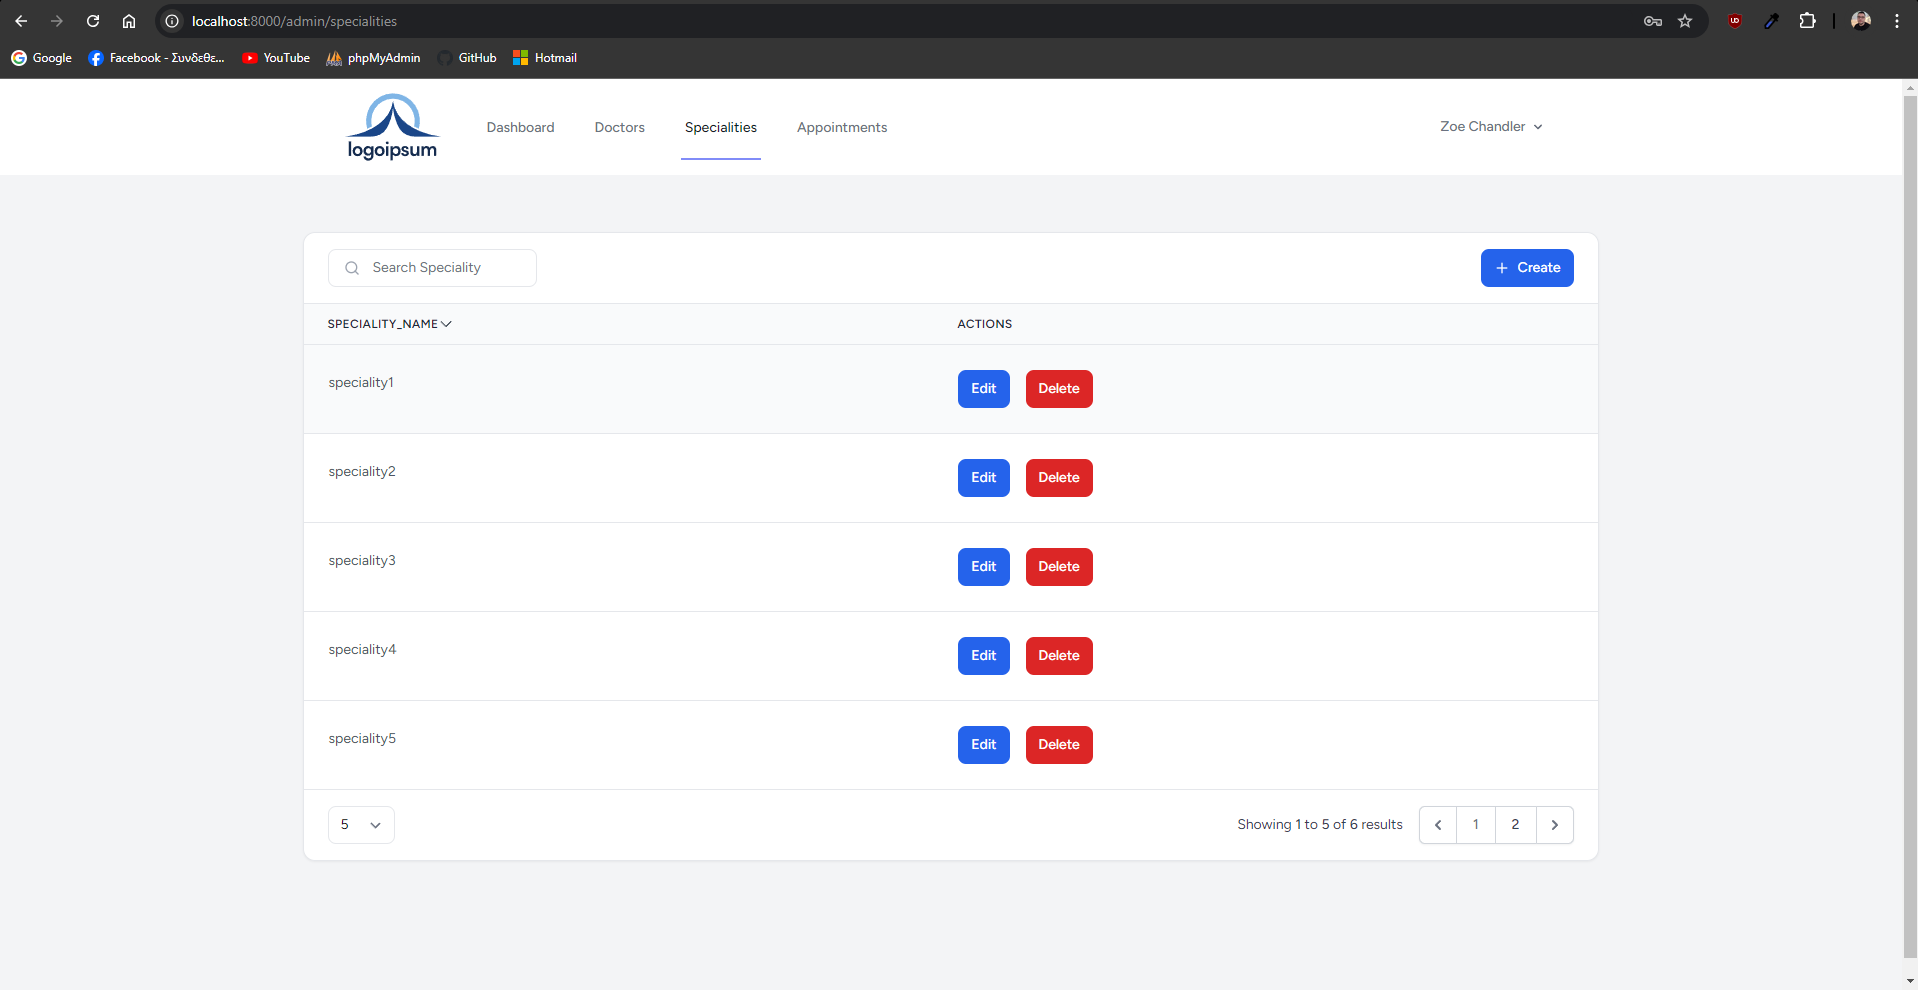 localhost:8000/admin/specialities
Google Facebook - Συνδεθε... YouTube phpMyAdmin GitHub Hotmail
logoipsum
Dashboard Doctors Specialities Appointments Zoe Chandler
Search Speciality + Create
SPECIALITY_NAME ACTIONS
speciality1 Edit Delete
speciality2 Edit Delete
speciality3 Edit Delete
speciality4 Edit Delete
speciality5 Edit Delete
5 Showing 1 to 5 of 6 results 1 2